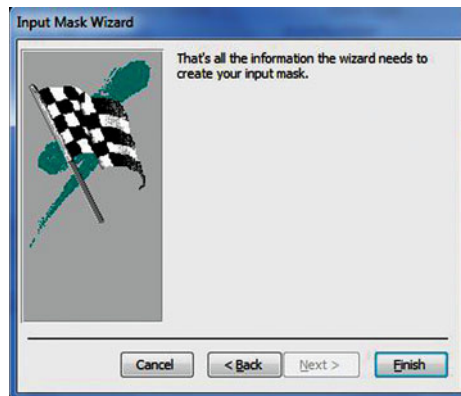 Input Mask Wizard
That's all the information the wizard needs to
create your input mask.
Cancel
< Back
Next >
Finish